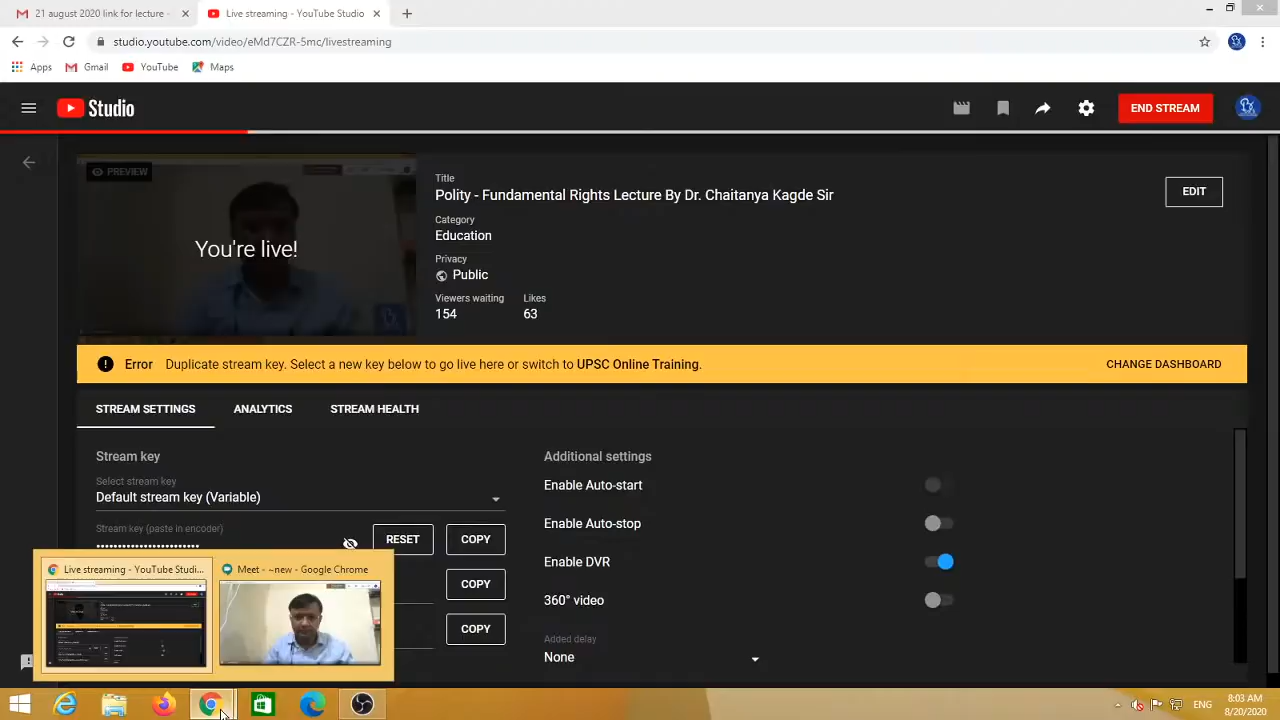 21 august 2020 link for lecture -
Live streaming - YouTube Studio
studio.youtube.com/video/eMd7CZR-5mc/livestreaming
Apps Gmail YouTube Maps
Studio
END STREAM
PREVIEW
You're live!
Title
Polity - Fundamental Rights Lecture By Dr. Chaitanya Kagde Sir
EDIT
Category
Education
Privacy
Public
Viewers waiting Likes
154 63
Error Duplicate stream key. Select a new key below to go live here or switch to UPSC Online Training. CHANGE DASHBOARD
STREAM SETTINGS ANALYTICS STREAM HEALTH
Stream key
Select stream key
Default stream key (Variable)
Stream key (paste in encoder)
RESET COPY
COPY
COPY
Additional settings
Enable Auto-start
Enable Auto-stop
Enable DVR
360° video
Added delay
None
Live streaming - YouTube Studi...
Meet - ~new - Google Chrome
ENG
8:03 AM
8/20/2020